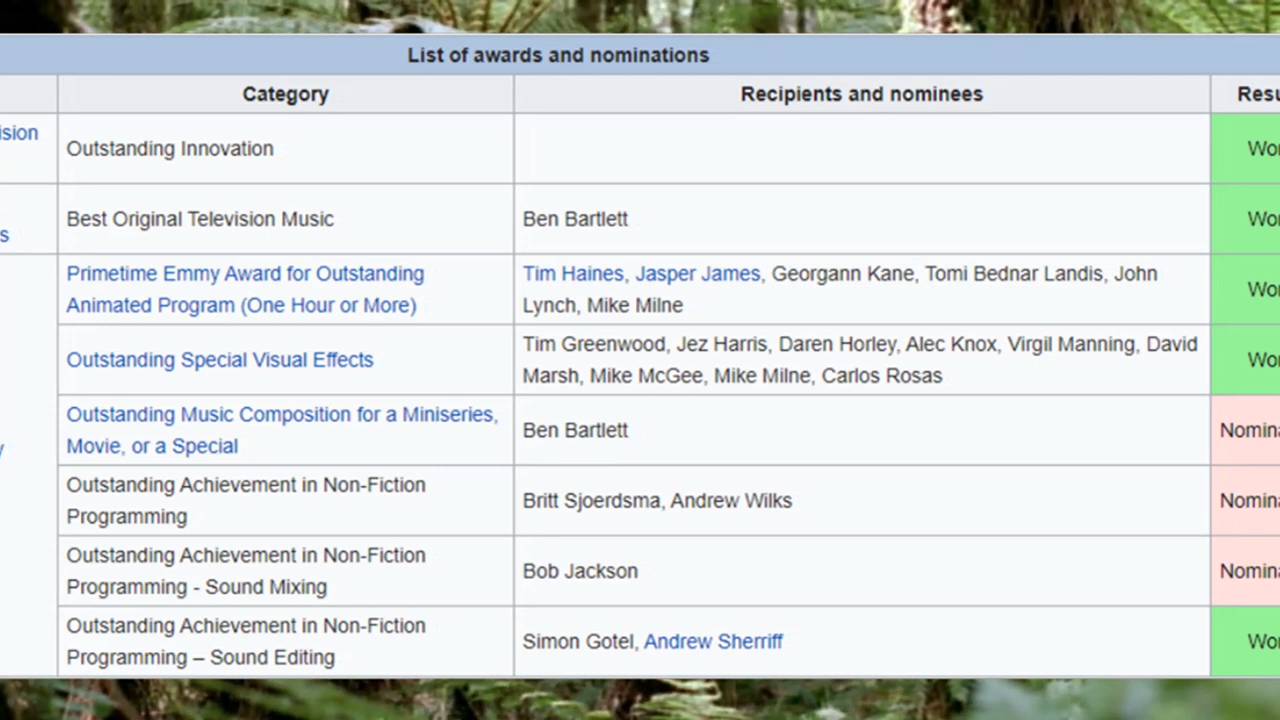 List of awards and nominations
Category Recipients and nominees
Outstanding Innovation
Best Original Television Music Ben Bartlett
Primetime Emmy Award for Outstanding
Animated Program (One Hour or More)
Tim Haines, Jasper James, Georgann Kane, Tomi Bednar Landis, John
Lynch, Mike Milne
Outstanding Special Visual Effects
Tim Greenwood, Jez Harris, Daren Horley, Alec Knox, Virgil Manning, David
Marsh, Mike McGee, Mike Milne, Carlos Rosas
Outstanding Music Composition for a Miniseries,
Movie, or a Special
Ben Bartlett
Outstanding Achievement in Non-Fiction
Programming
Britt Sjoerdsma, Andrew Wilks
Outstanding Achievement in Non-Fiction
Programming - Sound Mixing
Bob Jackson
Outstanding Achievement in Non-Fiction
Programming – Sound Editing
Simon Gotel, Andrew Sherriff